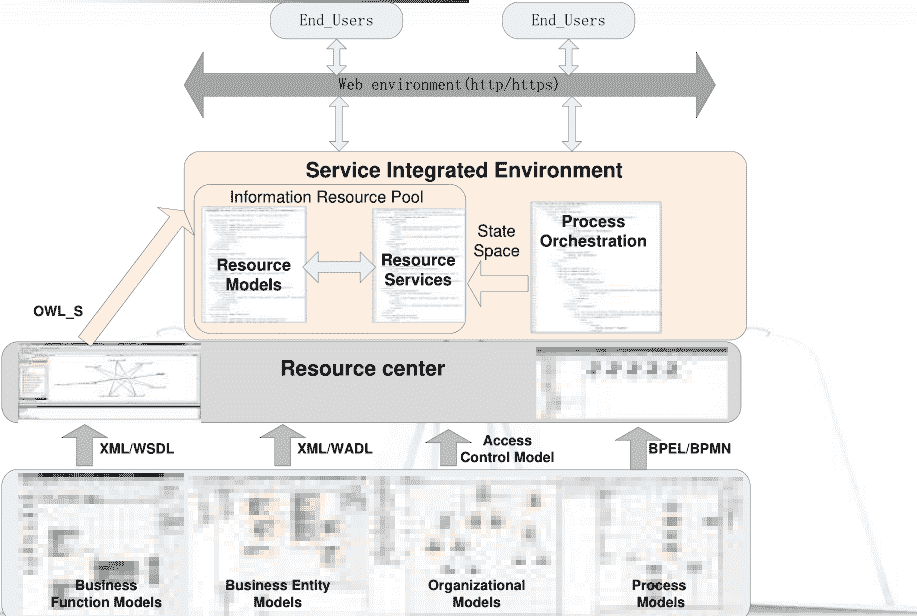 End_Users
End_Users
Web environment(http/https)
Service Integrated Environment
Information Resource Pool
Resource
Models
Resource
Services
State
Space
Process
Orchestration
OWL_S
Resource center
XML/WSDL
XML/WADL
Access
Control Model
BPEL/BPMN
Business
Function Models
Business Entity
Models
Organizational
Models
Process
Models